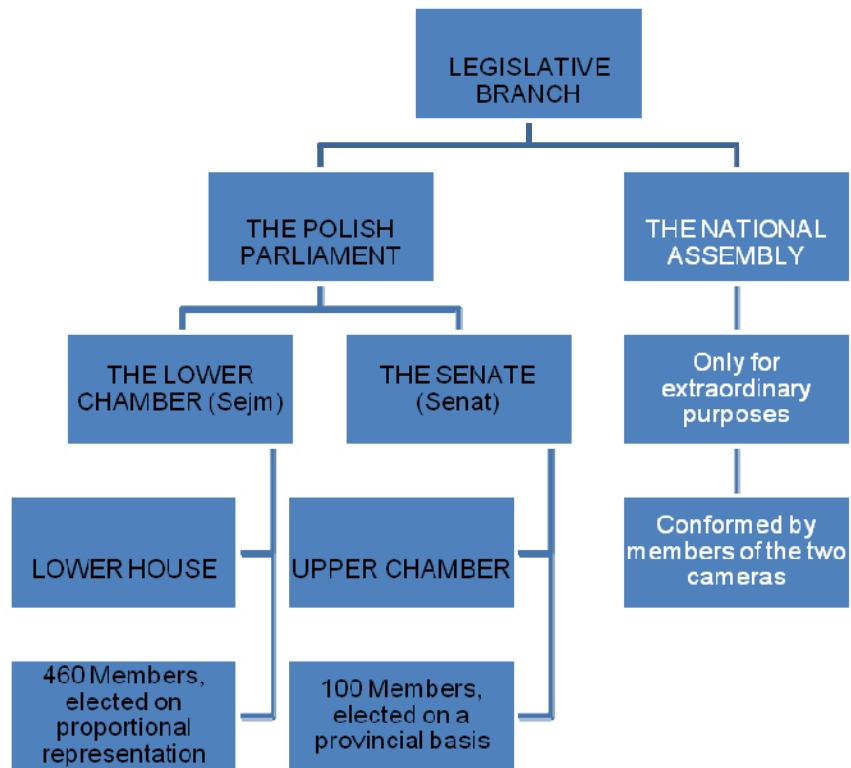 LEGISLATIVE
BRANCH
THE POLISH
PARLIAMENT
THE NATIONAL
ASSEMBLY
THE LOWER
CHAMBER (Sejm)
THE SENATE
(Senat)
Only for
extraordinary
purposes
LOWER HOUSE
UPPER CHAMBER
Conformed by
members of the two
cameras
460 Members,
elected on
proportional
representation
100 Members,
elected on a
provincial basis